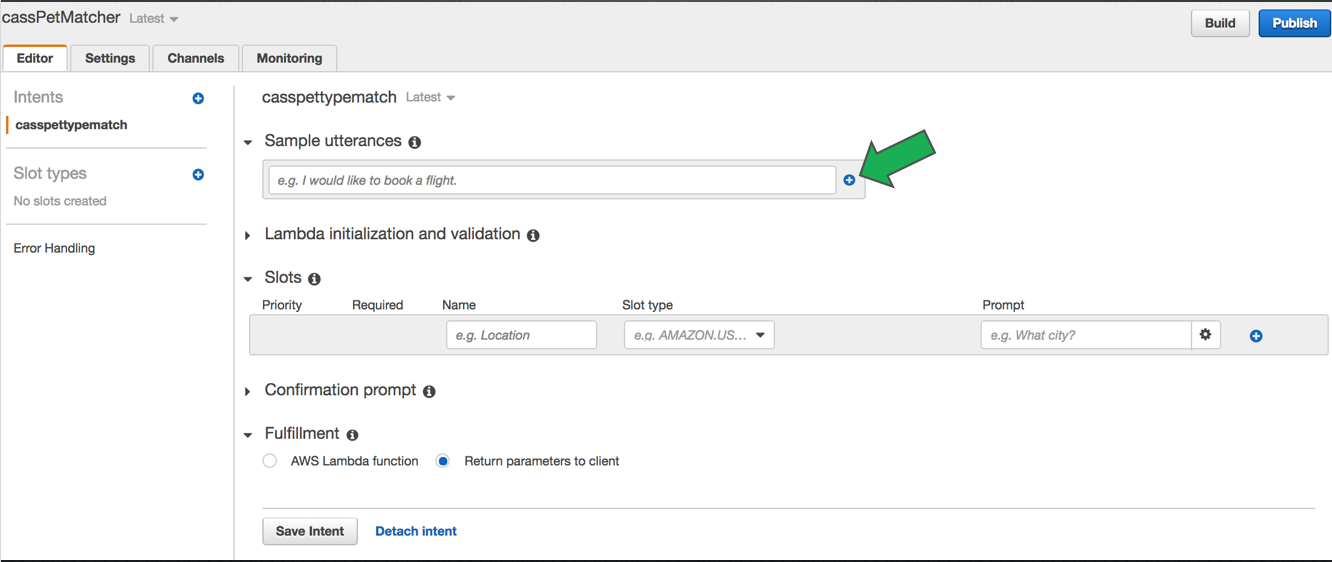 cassPetMatcher Latest
Build Publish
Editor Settings Channels Monitoring
Intents
casspettypematch
Slot types
No slots created
Error Handling
casspettypematch Latest
Sample utterances
e.g. I would like to book a flight.
Lambda initialization and validation
Slots
Priority Required Name Slot type Prompt
e.g. Location e.g. AMAZON.US... e.g. What city?
Confirmation prompt
Fulfillment
AWS Lambda function Return parameters to client
Save Intent Detach intent